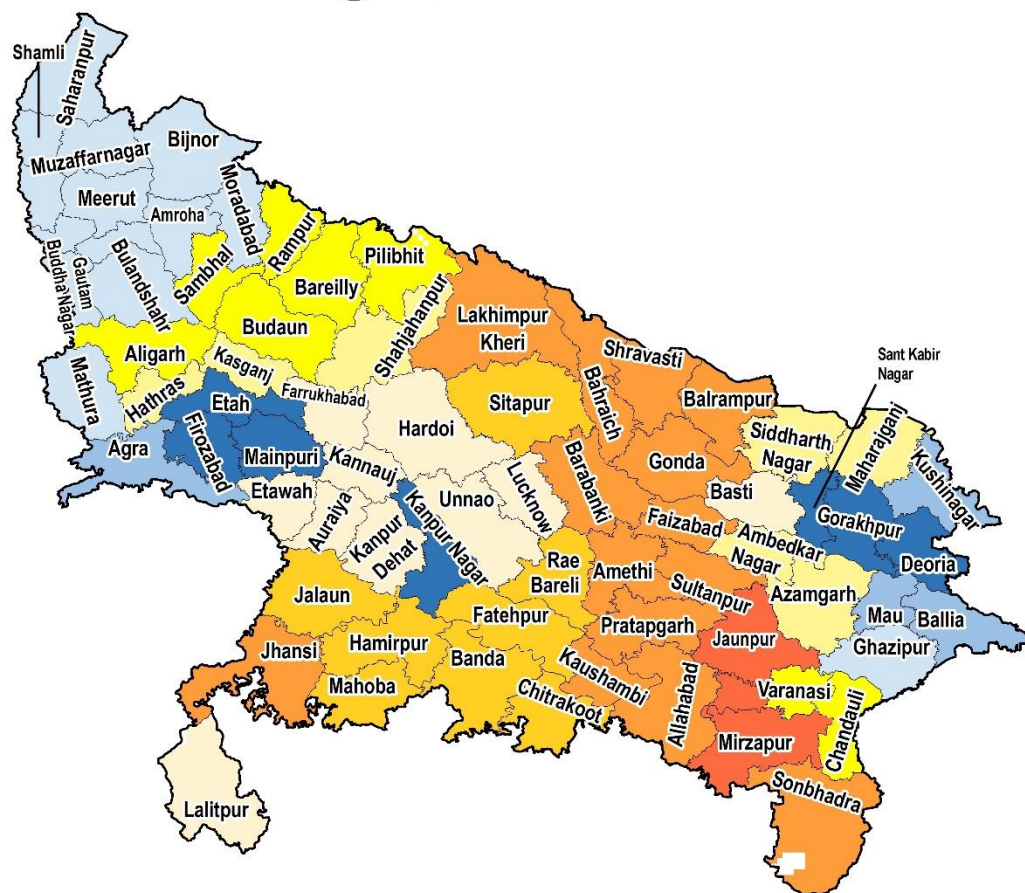 Shamli
Saharanpur
Muzaffarnagar
Bijnor
Meerut
Amroha
Moradabad
Buddha Nagar
Gautam
Bulandshahr
Sambhal
Rampur
Pilibhit
Bareilly
Budaun
Shahjahanpur
Aligarh
Mathura
Hathras
Kasganj
Etah
Farrukhabad
Agra
Firozabad
Mainpuri
Lakhimpur
Kheri
Sitapur
Hardoi
Bahraich
Shravasti
Balrampur
Sant Kabir
Nagar
Siddharth
Nagar
Maharajganj
Kushinagar
Gonda
Basti
Gorakhpur
Deoria
Kannauj
Etawah
Auraiya
Kanpur
Dehat
Kanpur Nagar
Unnao
Lucknow
Barabanki
Faizabad
Ambedkar
Nagar
Azamgarh
Mau
Ballia
Ghazipur
Rae
Bareli
Amethi
Sultanpur
Jalaun
Fatehpur
Pratapgarh
Jaunpur
Jhansi
Hamirpur
Banda
Mahoba
Chitrakoot
Kaushambi
Allahabad
Varanasi
Chandauli
Mirzapur
Sonbhadra
Lalitpur